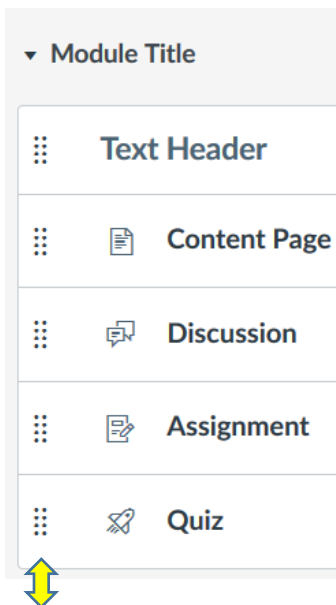 Module Title
Text Header
Content Page
Discussion
Assignment
Quiz